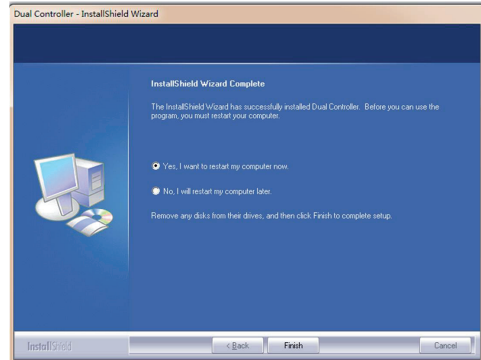 Dual Controller - InstallShield Wizard
InstallShield Wizard Complete
The InstallShield Wizard has successfully installed Dual Controller. Before you can use the
program, you must restart your computer.
Yes, I want to restart my computer now.
No, I will restart my computer later.
Remove any disks from their drives, and then click Finish to complete setup.
InstallShield
< Back
Finish
Cancel